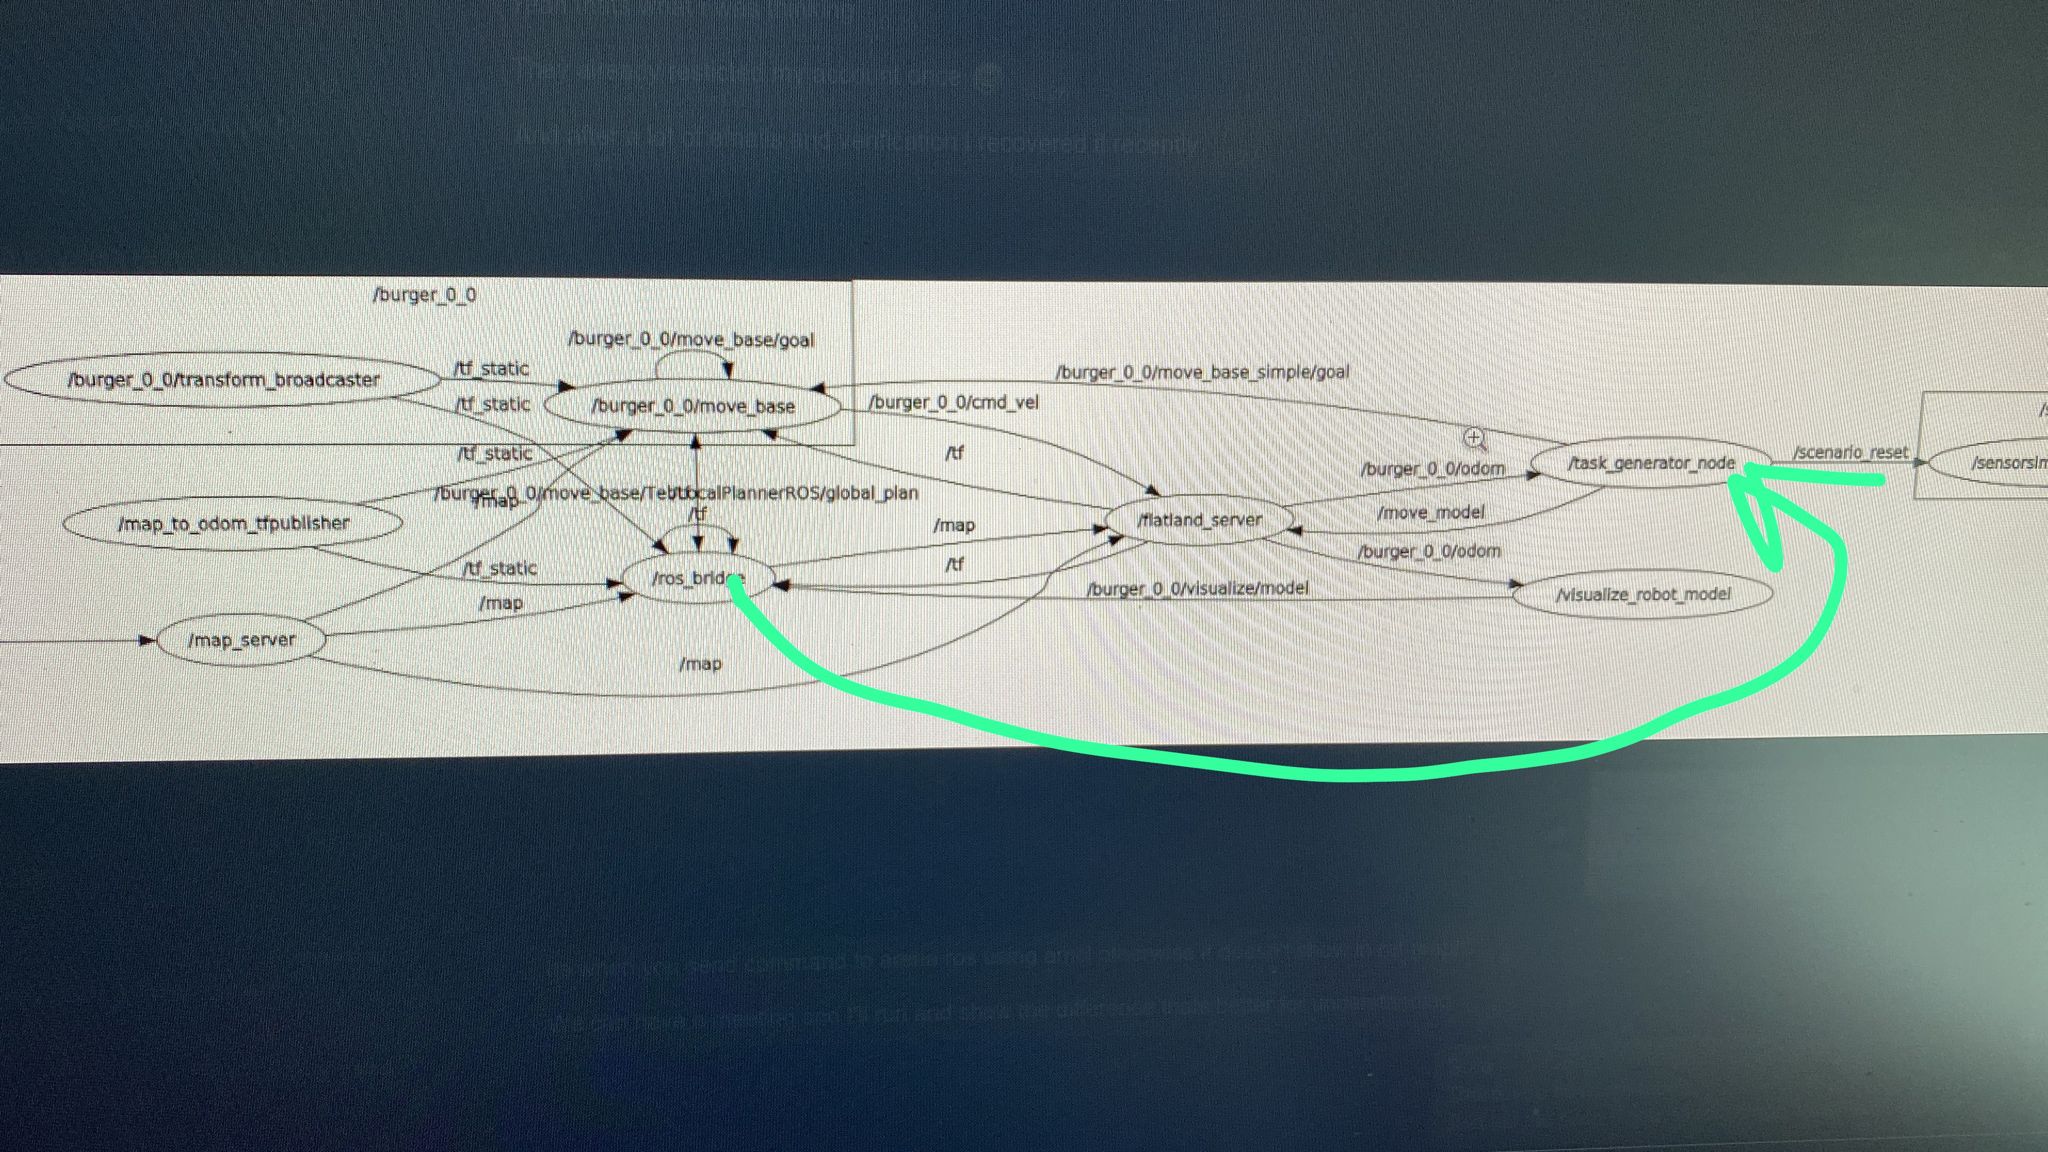 /burger_0_0
/burger_0_0/move_base/goal
/tf_static
/burger_0_0/transform_broadcaster
/burger_0_0/move_base_simple/goal
/tf_static
/burger_0_0/move_base
/burger_0_0/cmd_vel
/tf_static
/tf
/burger_0_0/odom
/task_generator_node
/scenario_reset
/burger_0_0/move_base/TebLocalPlannerROS/global_plan
/map
/tf
/map_to_odom_tfpublisher
/map
/flatland_server
/move_model
/tf_static
/tf
/burger_0_0/odom
/map
/burger_0_0/visualize/model
/visualize_robot_model
/map_server
/map